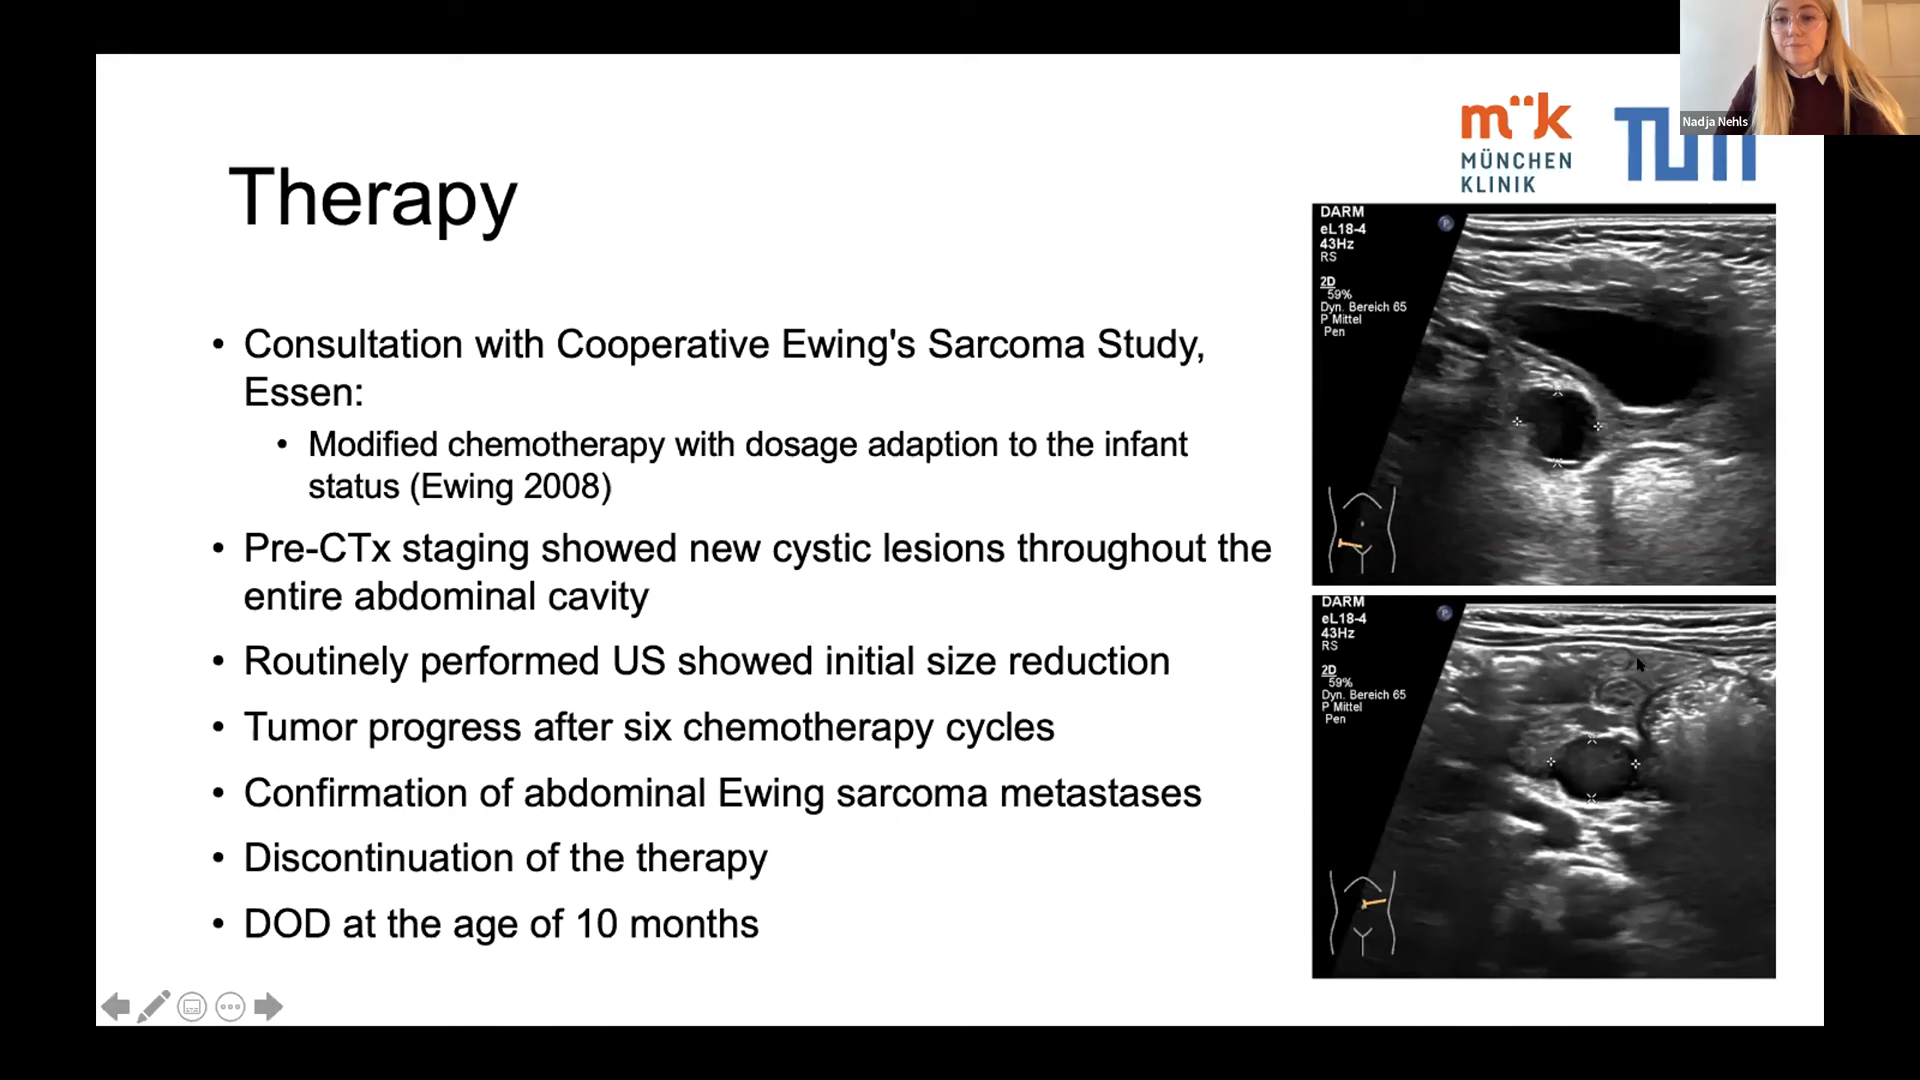 Nadja Nehls
mük
MÜNCHEN
KLINIK
TUM
Therapy
• Consultation with Cooperative Ewing's Sarcoma Study,
Essen:
• Modified chemotherapy with dosage adaption to the infant
status (Ewing 2008)
• Pre-CTx staging showed new cystic lesions throughout the
entire abdominal cavity
• Routinely performed US showed initial size reduction
• Tumor progress after six chemotherapy cycles
• Confirmation of abdominal Ewing sarcoma metastases
• Discontinuation of the therapy
• DOD at the age of 10 months
DARM
eL18-4
43Hz
RS
2D
59%
Dyn. Bereich 65
P Mittel
Pen
P
DARM
eL18-4
43Hz
RS
2D
59%
Dyn. Bereich 65
P Mittel
Pen
P